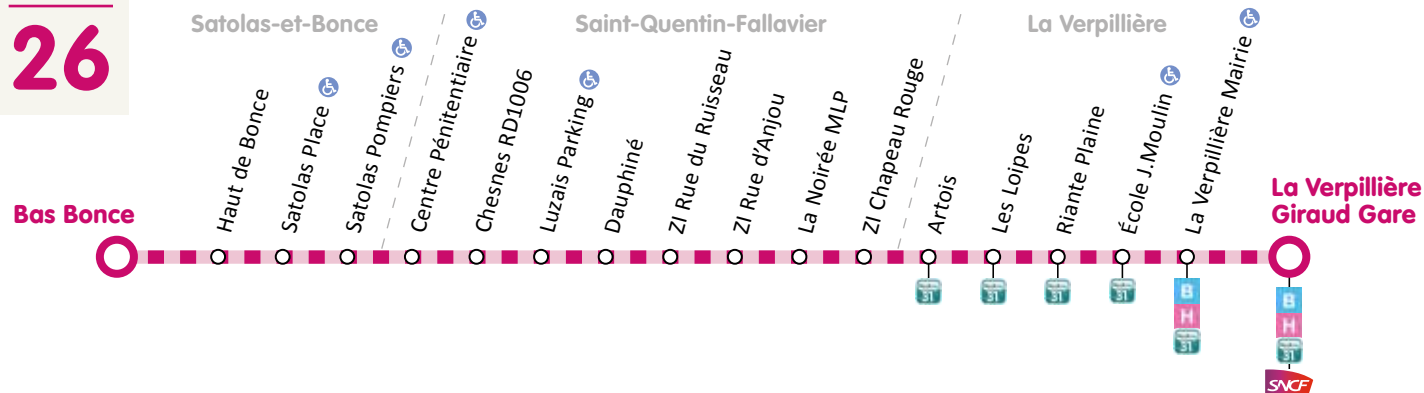 26
Satolas-et-Bonce
Saint-Quentin-Fallavier
La Verpillière
Bas Bonce
Haut de Bonce
Satolas Place
Satolas Pompiers
Centre Pénitentiaire
Chesnes RD1006
Luzais Parking
Dauphiné
ZI Rue du Ruisseau
ZI Rue d'Anjou
La Noirée MLP
ZI Chapeau Rouge
Artois
Les Loipes
Riante Plaine
École J.Moulin
La Verpillière Mairie
La Verpillière
Giraud Gare
31
31
31
31
B
H
31
B
H
31
SNCF